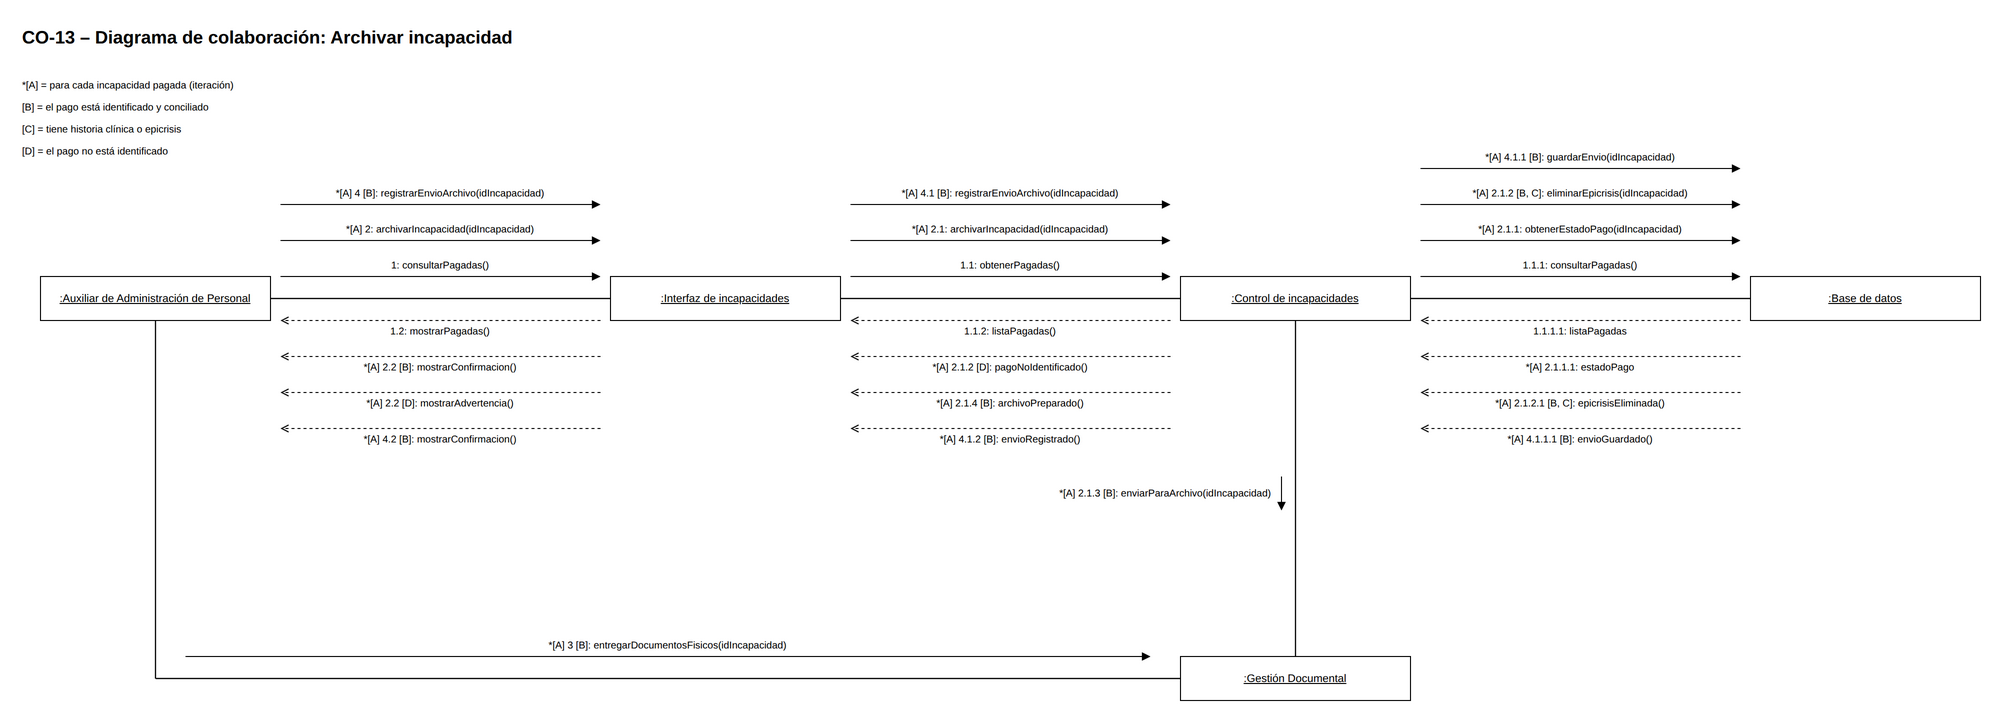 CO-13 – Diagrama de colaboración: Archivar incapacidad
*[A] = para cada incapacidad pagada (iteración)
[B] = el pago está identificado y conciliado
[C] = tiene historia clínica o epicrisis
[D] = el pago no está identificado
*[A] 4 [B]: registrarEnvioArchivo(idIncapacidad)
*[A] 2: archivarIncapacidad(idIncapacidad)
1: consultarPagadas()
*[A] 4.1 [B]: registrarEnvioArchivo(idIncapacidad)
*[A] 2.1: archivarIncapacidad(idIncapacidad)
1.1: obtenerPagadas()
*[A] 4.1.1 [B]: guardarEnvio(idIncapacidad)
*[A] 2.1.2 [B, C]: eliminarEpicrisis(idIncapacidad)
*[A] 2.1.1: obtenerEstadoPago(idIncapacidad)
1.1.1: consultarPagadas()
:Auxiliar de Administración de Personal
:Interfaz de incapacidades
:Control de incapacidades
:Base de datos
1.2: mostrarPagadas()
*[A] 2.2 [B]: mostrarConfirmacion()
*[A] 2.2 [D]: mostrarAdvertencia()
*[A] 4.2 [B]: mostrarConfirmacion()
1.1.2: listaPagadas()
*[A] 2.1.2 [D]: pagoNoIdentificado()
*[A] 2.1.4 [B]: archivoPreparado()
*[A] 4.1.2 [B]: envioRegistrado()
1.1.1.1: listaPagadas
*[A] 2.1.1.1: estadoPago
*[A] 2.1.2.1 [B, C]: epicrisisEliminada()
*[A] 4.1.1.1 [B]: envioGuardado()
*[A] 2.1.3 [B]: enviarParaArchivo(idIncapacidad)
*[A] 3 [B]: entregarDocumentosFisicos(idIncapacidad)
:Gestión Documental